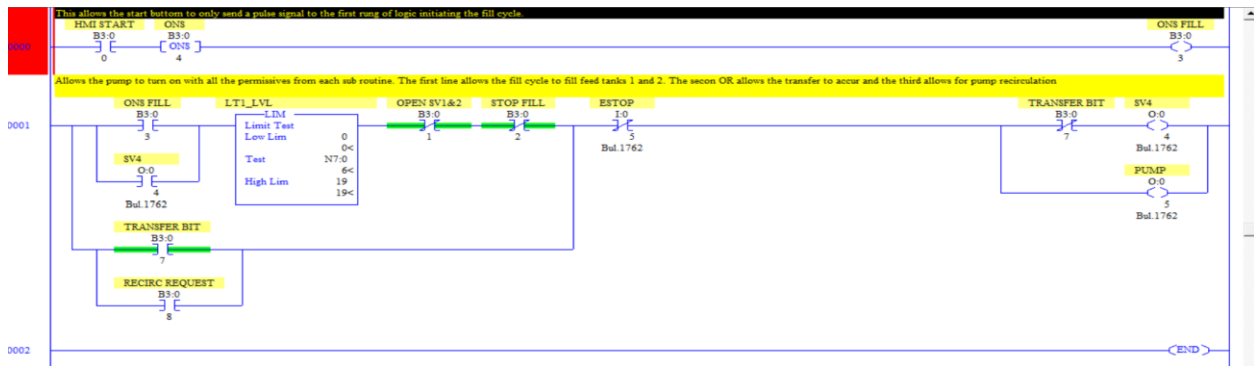 This allows the start buttom to only send a pulse signal to the first rung of logic initiating the fill cycle.
HMI START ONS ONS FILL
B3:0 B3:0 B3:0
0000 ONS
0 4 3
Allows the pump to turn on with all the permissives from each sub routine. The first line allows the fill cycle to fill feed tanks 1 and 2. The secon OR allows the transfer to accur and the third allows for pump recirculation
ONS FILL LT1_LVL OPEN SV1&2 STOP FILL ESTOP TRANSFER BIT SV4
B3:0 LIM B3:0 B3:0 I:0 B3:0 O:0
0001 Limit Test
3 Low Lim 0 1 2 5 7 4
0< Bul.1762 Bul.1762
SV4 Test N7:0 PUMP
O:0 6< O:0
4 High Lim 19 5
Bul.1762 19< Bul.1762
TRANSFER BIT
B3:0
7
RECIRC REQUEST
B3:0
8
0002 END